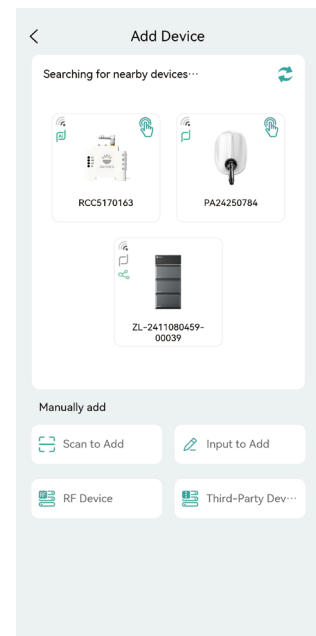 Add Device
Searching for nearby devices···
RCC5170163
PA24250784
ZL-2411080459-
00039
Manually add
Scan to Add
Input to Add
RF Device
Third-Party Dev···